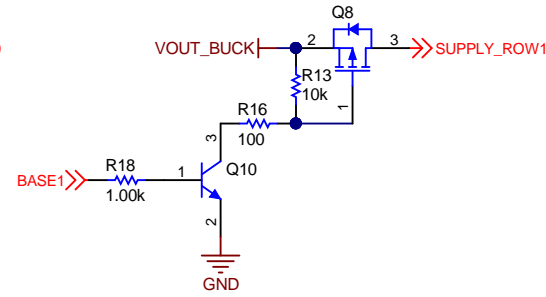 Q8
VOUT_BUCK
2
3
SUPPLY_ROW1
R13
10k
1
R16
100
3
Q10
R18
1
BASE1
1.00k
2
GND